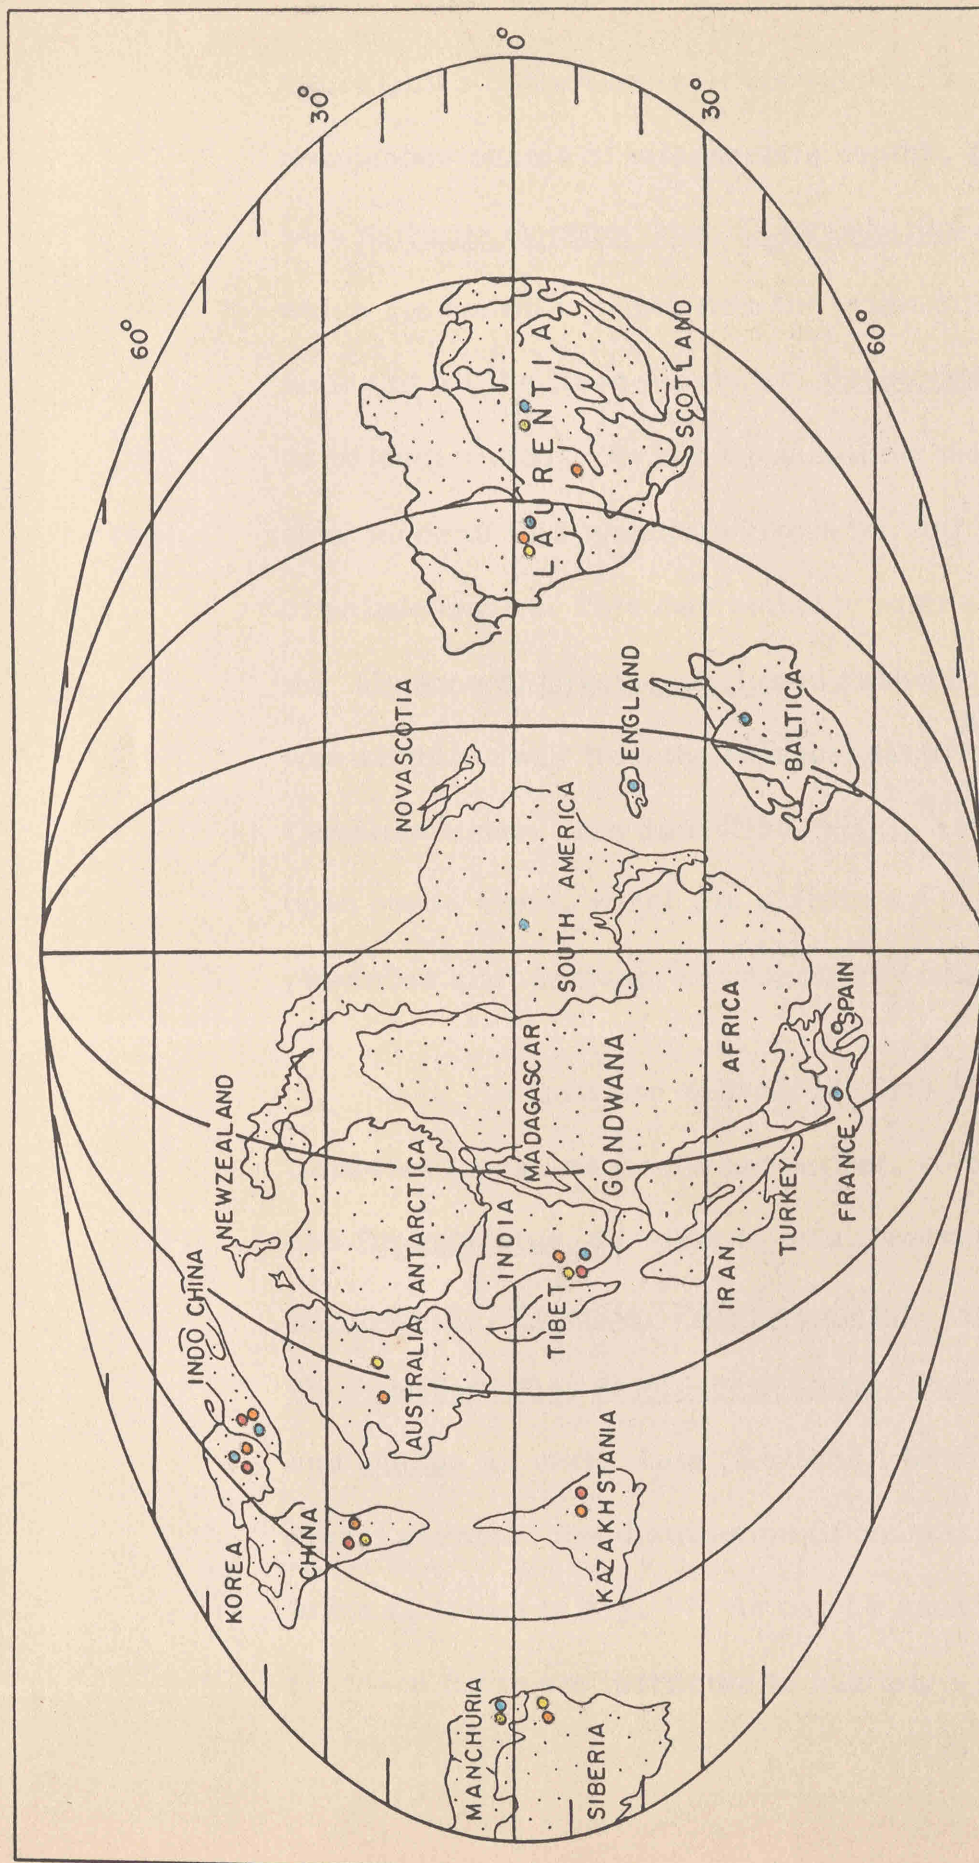 60°
INDO CHINA
NEWZEALAND
KOREA
CHINA
30°
NOVASCOTIA
AUSTRALIA
ANTARCTICA
MANCHURIA
INDIA
0°
MADAGASCAR
LAURENTIA
TIBET
SOUTH AMERICA
SIBERIA
KAZAKHSTANIA
GONDWANA
ENGLAND
SCOTLAND
30°
IRAN
AFRICA
TURKEY
BALTICA
FRANCE
SPAIN
60°